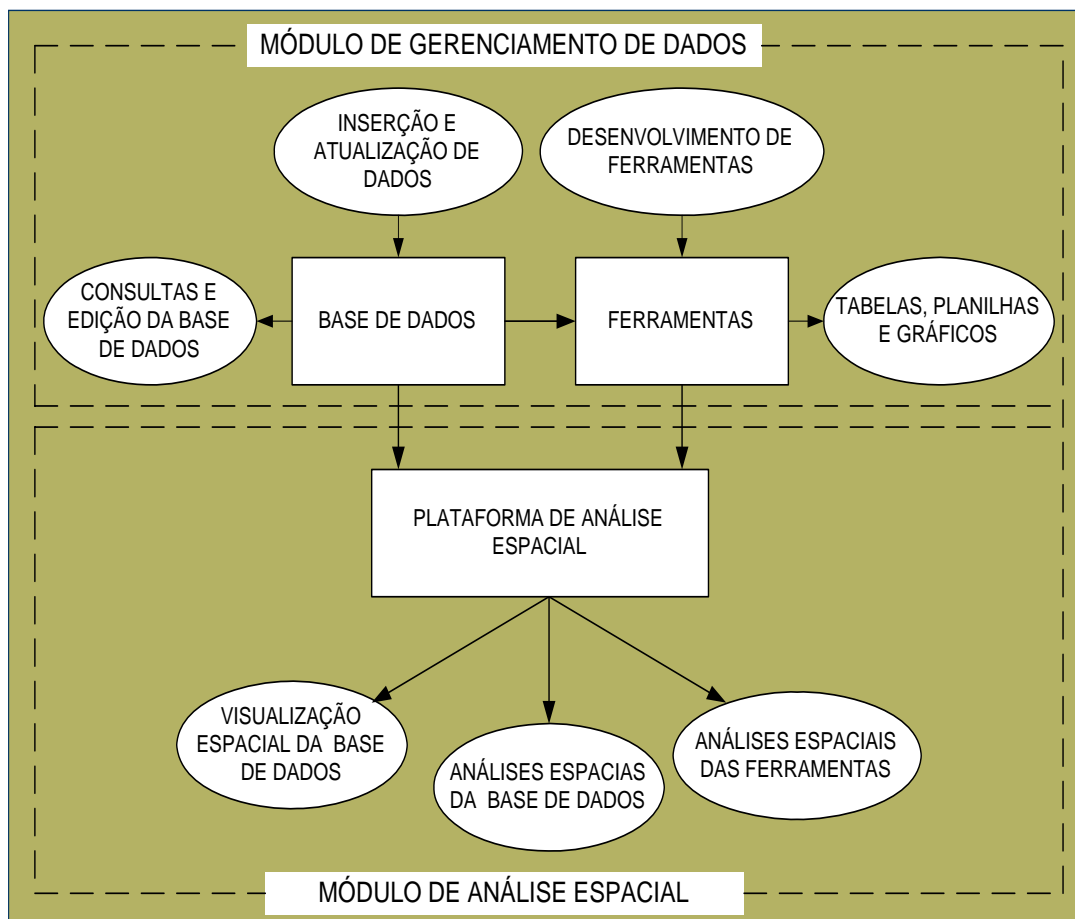 MÓDULO DE GERENCIAMENTO DE DADOS
INSERÇÃO E
ATUALIZAÇÃO DE
DADOS
DESENVOLVIMENTO DE
FERRAMENTAS
CONSULTAS E
EDIÇÃO DA BASE
DE DADOS
BASE DE DADOS
FERRAMENTAS
TABELAS, PLANILHAS
E GRÁFICOS
PLATAFORMA DE ANÁLISE
ESPACIAL
VISUALIZAÇÃO
ESPACIAL DA BASE
DE DADOS
ANÁLISES ESPACIAS
DA BASE DE DADOS
ANÁLISES ESPACIAIS
DAS FERRAMENTAS
MÓDULO DE ANÁLISE ESPACIAL